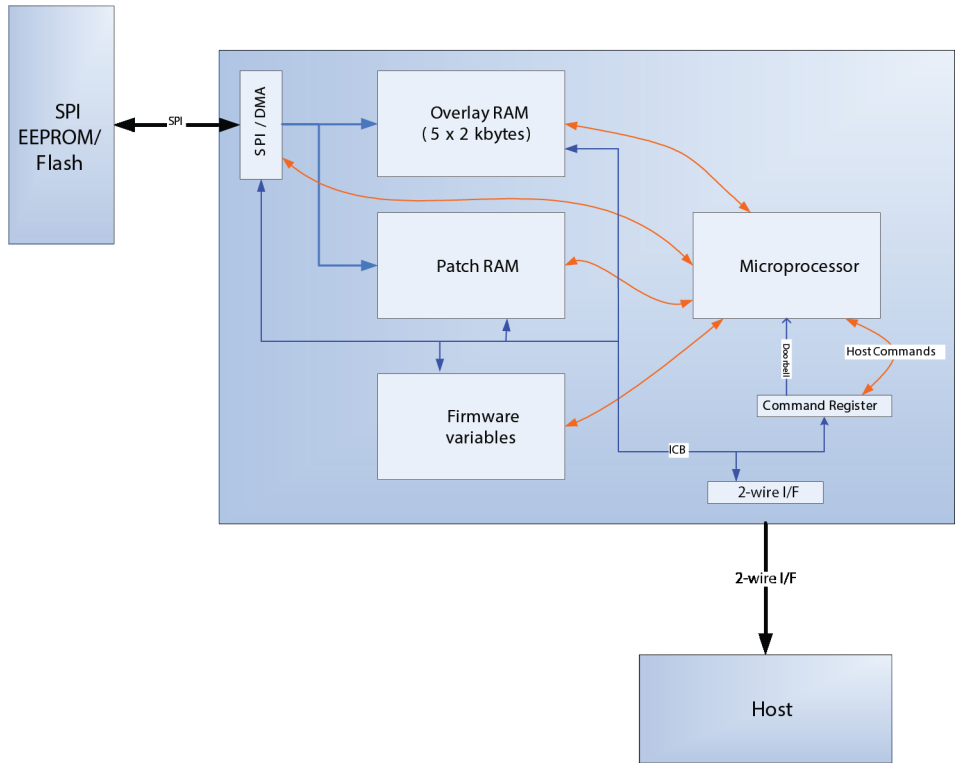 SPI
EEPROM/
Flash
SPI
SPI / DMA
Overlay RAM
( 5 x 2 kbytes)
Patch RAM
Microprocessor
Doorbell
Host Commands
Command Register
Firmware
variables
ICB
2-wire I/F
2-wire I/F
Host